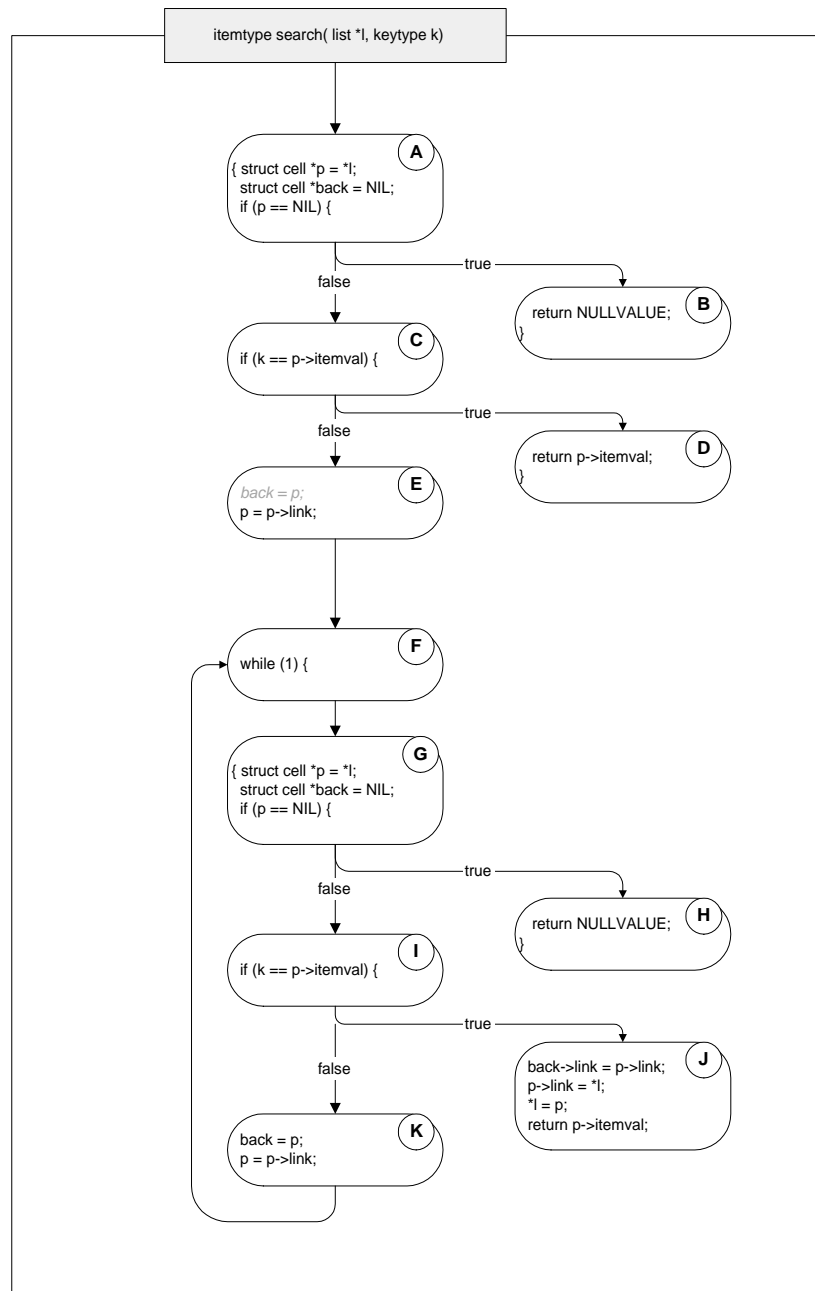 itemtype search( list *l, keytype k)
A
{ struct cell *p = *l;
struct cell *back = NIL;
if (p == NIL) {
true
false
B
return NULLVALUE;
}
C
if (k == p->itemval) {
true
false
D
return p->itemval;
}
E
back = p;
p = p->link;
F
while (1) {
G
{ struct cell *p = *l;
struct cell *back = NIL;
if (p == NIL) {
true
false
H
return NULLVALUE;
}
I
if (k == p->itemval) {
true
false
J
back->link = p->link;
p->link = *l;
*l = p;
return p->itemval;
K
back = p;
p = p->link;